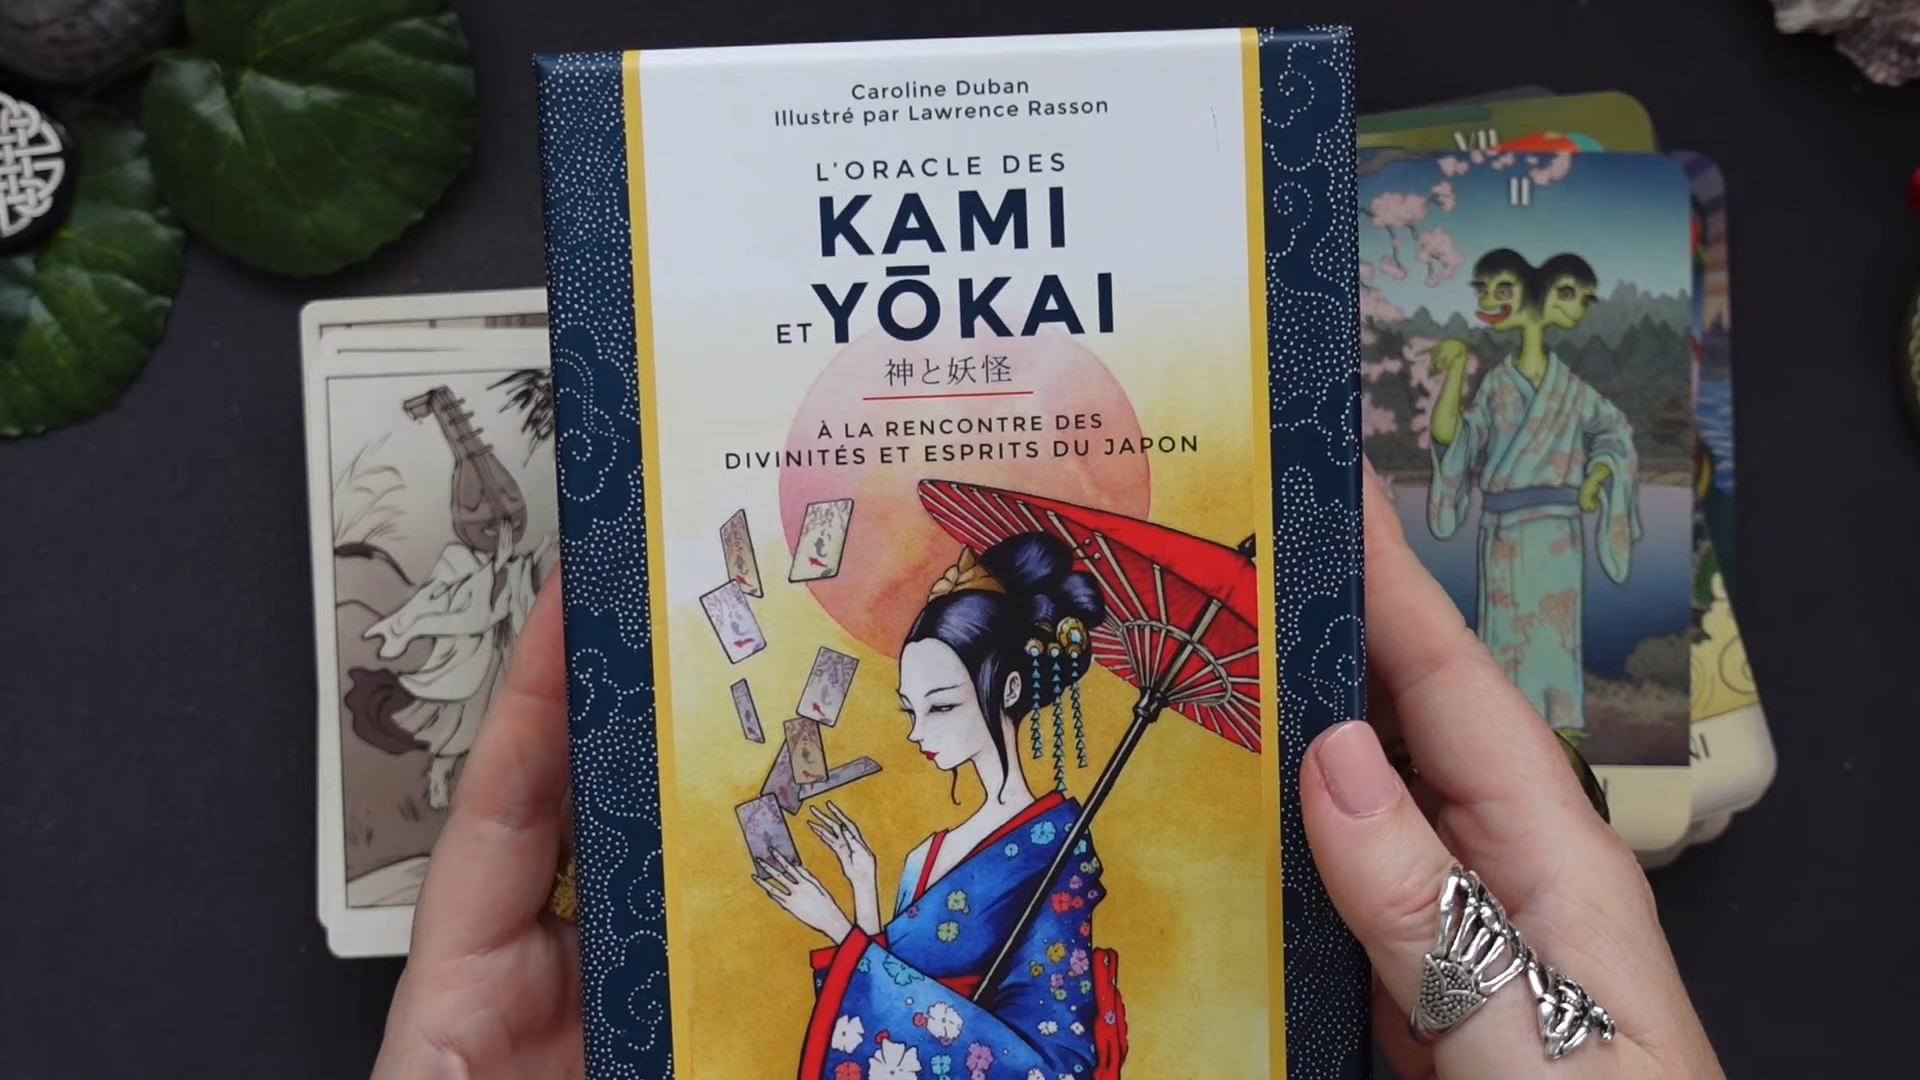 Caroline Duban
Illustré par Lawrence Rasson
L'ORACLE DES
KAMI
ET YŌKAI
神と妖怪
À LA RENCONTRE DES
DIVINITÉS ET ESPRITS DU JAPON
VII
II